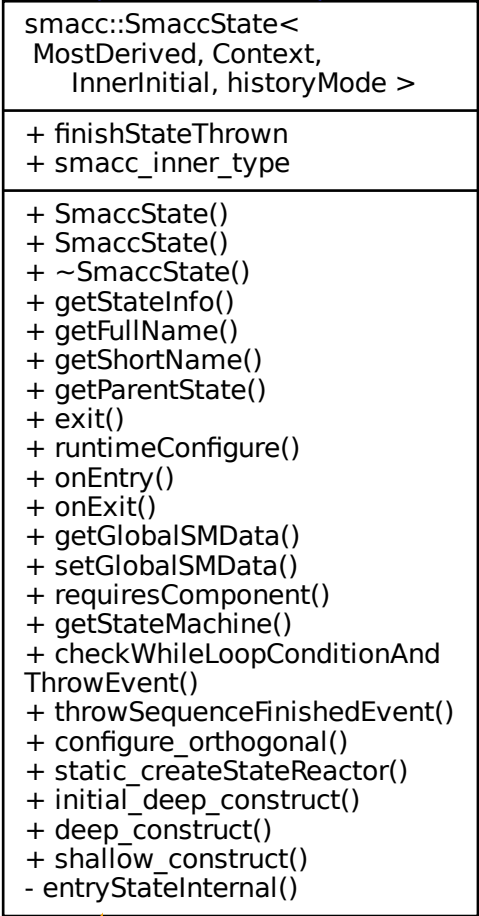 smacc::SmaccState<
MostDerived, Context,
InnerInitial, historyMode >
+ finishStateThrown
+ smacc_inner_type
+ SmaccState()
+ SmaccState()
+ ~SmaccState()
+ getStateInfo()
+ getFullName()
+ getShortName()
+ getParentState()
+ exit()
+ runtimeConfigure()
+ onEntry()
+ onExit()
+ getGlobalSMData()
+ setGlobalSMData()
+ requiresComponent()
+ getStateMachine()
+ checkWhileLoopConditionAnd
ThrowEvent()
+ throwSequenceFinishedEvent()
+ configure_orthogonal()
+ static_createStateReactor()
+ initial_deep_construct()
+ deep_construct()
+ shallow_construct()
- entryStateInternal()